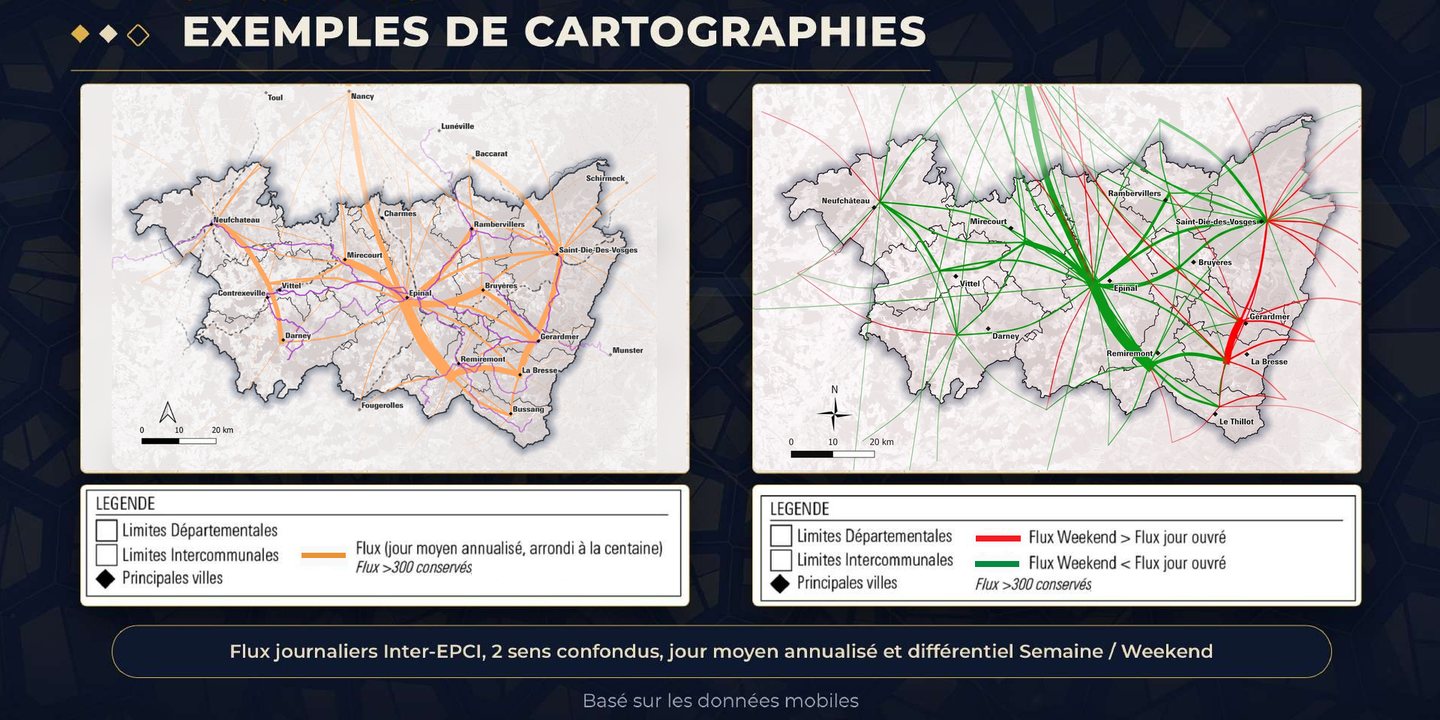 EXEMPLES DE CARTOGRAPHIES
Toul
Nancy
Lunéville
Baccarat
Schirmeck
Neufchateau
Charmes
Rambervillers
Saint-Die-Des-Vosges
Mirecourt
Contrexeville
Vittel
Epinal
Bruyères
Darney
Gerardmer
Munster
Remiremont
La Bresse
Fougerolles
Bussang
0 10 20 km
Neufchâteau
Rambervillers
Mirecourt
Saint-Dié-des-Vosges
Bruyères
Vittel
Epinal
Gérardmer
Darney
Remiremont
La Bresse
Le Thillot
N
0 10 20 km
LEGENDE
Limites Départementales
Limites Intercommunales
Principales villes
Flux (jour moyen annualisé, arrondi à la centaine)
Flux >300 conservés
LEGENDE
Limites Départementales
Limites Intercommunales
Principales villes
Flux Weekend > Flux jour ouvré
Flux Weekend < Flux jour ouvré
Flux >300 conservés
Flux journaliers Inter-EPCI, 2 sens confondus, jour moyen annualisé et différentiel Semaine / Weekend
Basé sur les données mobiles